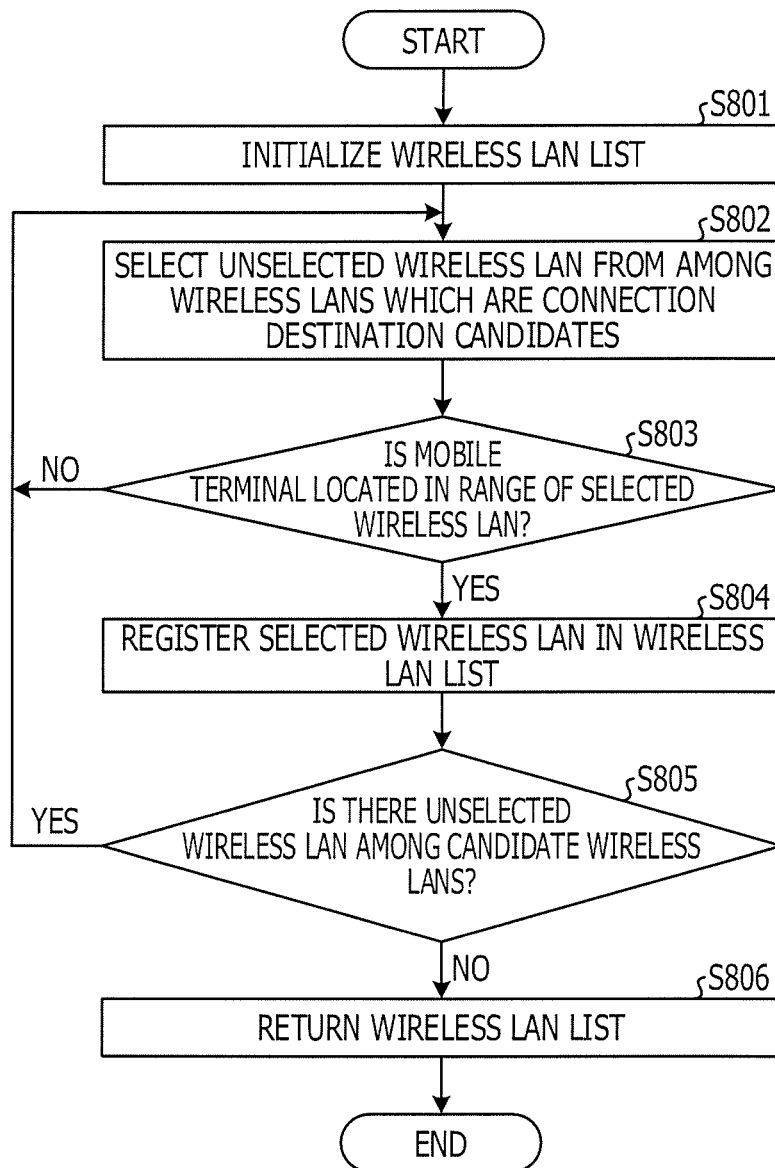 START
S801
INITIALIZE WIRELESS LAN LIST
S802
SELECT UNSELECTED WIRELESS LAN FROM AMONG
WIRELESS LANS WHICH ARE CONNECTION
DESTINATION CANDIDATES
S803
NO
IS MOBILE
TERMINAL LOCATED IN RANGE OF SELECTED
WIRELESS LAN?
YES
S804
REGISTER SELECTED WIRELESS LAN IN WIRELESS
LAN LIST
S805
YES
IS THERE UNSELECTED
WIRELESS LAN AMONG CANDIDATE WIRELESS
LANS?
NO
S806
RETURN WIRELESS LAN LIST
END